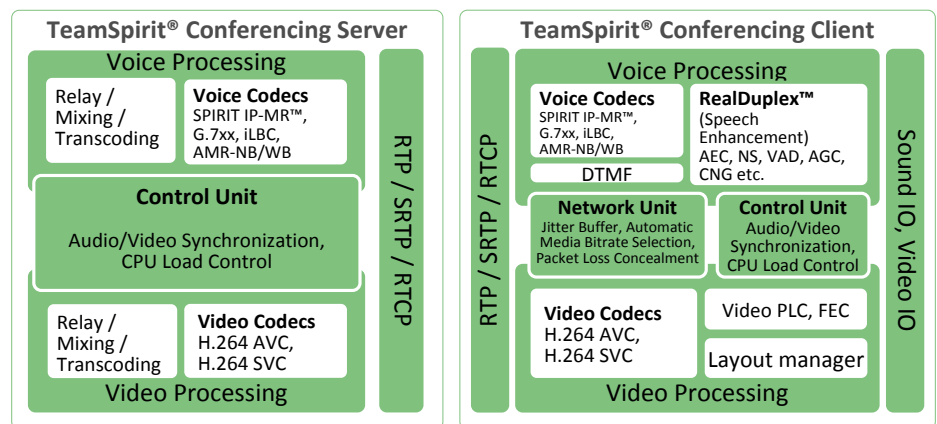 TeamSpirit® Conferencing Server
Voice Processing
Relay /
Mixing /
Transcoding
Voice Codecs
SPIRIT IP-MR™,
G.7xx, iLBC,
AMR-NB/WB
Control Unit
Audio/Video Synchronization,
CPU Load Control
Relay /
Mixing /
Transcoding
Video Codecs
H.264 AVC,
H.264 SVC
Video Processing
RTP / SRTP / RTCP
TeamSpirit® Conferencing Client
RTP / SRTP / RTCP
Voice Processing
Voice Codecs
SPIRIT IP-MR™,
G.7xx, iLBC,
AMR-NB/WB
DTMF
RealDuplex™
(Speech
Enhancement)
AEC, NS, VAD, AGC,
CNG etc.
Network Unit
Jitter Buffer, Automatic
Media Bitrate Selection,
Packet Loss Concealment
Control Unit
Audio/Video
Synchronization,
CPU Load Control
Video Codecs
H.264 AVC,
H.264 SVC
Video PLC, FEC
Layout manager
Video Processing
Sound IO, Video IO